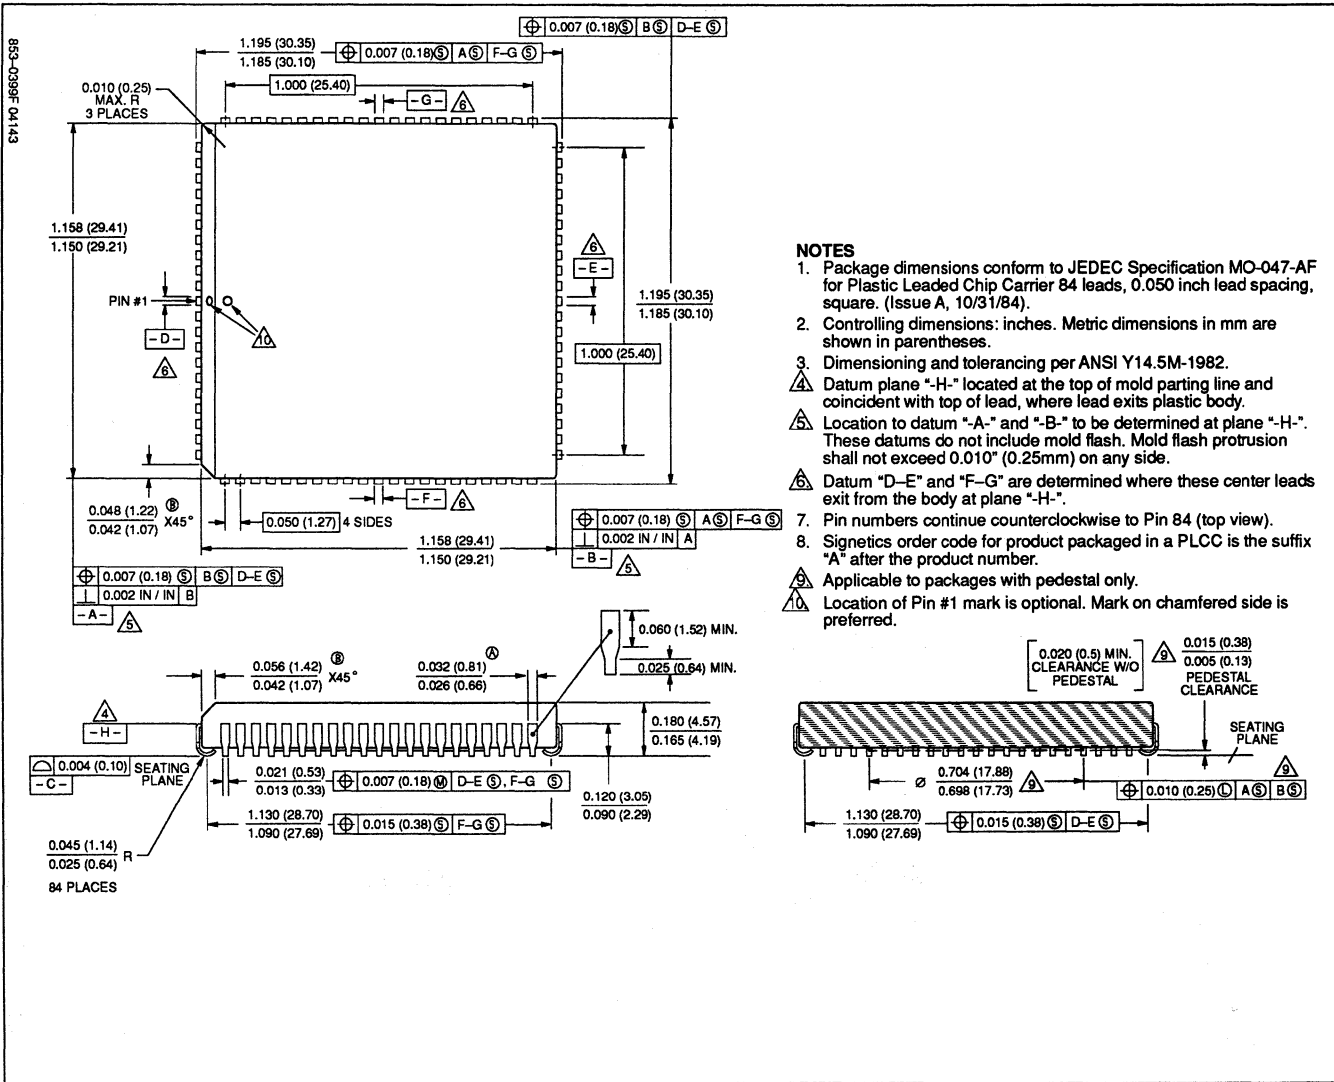 853-0399F 04143
⌖ 0.007 (0.18)Ⓢ BⓈ D–E Ⓢ
1.195 (30.35)
1.185 (30.10)
⌖ 0.007 (0.18)Ⓢ AⓈ F–G Ⓢ
1.000 (25.40)
0.010 (0.25)
MAX. R
3 PLACES
- G - 6
1.158 (29.41)
1.150 (29.21)
PIN #1
- D -
6
10
6
- E -
1.195 (30.35)
1.185 (30.10)
1.000 (25.40)
0.048 (1.22)
0.042 (1.07)
Ⓑ
X45°
0.050 (1.27) 4 SIDES
- F - 6
1.158 (29.41)
1.150 (29.21)
⌖ 0.007 (0.18) Ⓢ AⓈ F–G Ⓢ
⊥ 0.002 IN / IN A
- B -
5
⌖ 0.007 (0.18) Ⓢ BⓈ D–E Ⓢ
⊥ 0.002 IN / IN B
- A -
5
NOTES
1. Package dimensions conform to JEDEC Specification MO-047-AF
for Plastic Leaded Chip Carrier 84 leads, 0.050 inch lead spacing,
square. (Issue A, 10/31/84).
2. Controlling dimensions: inches. Metric dimensions in mm are
shown in parentheses.
3. Dimensioning and tolerancing per ANSI Y14.5M-1982.
4. Datum plane "-H-" located at the top of mold parting line and
coincident with top of lead, where lead exits plastic body.
5. Location to datum "-A-" and "-B-" to be determined at plane "-H-".
These datums do not include mold flash. Mold flash protrusion
shall not exceed 0.010" (0.25mm) on any side.
6. Datum "D–E" and "F–G" are determined where these center leads
exit from the body at plane "-H-".
7. Pin numbers continue counterclockwise to Pin 84 (top view).
8. Signetics order code for product packaged in a PLCC is the suffix
"A" after the product number.
9. Applicable to packages with pedestal only.
10. Location of Pin #1 mark is optional. Mark on chamfered side is
preferred.
0.056 (1.42)
0.042 (1.07)
Ⓑ
X45°
0.032 (0.81)
0.026 (0.66)
Ⓐ
0.060 (1.52) MIN.
0.025 (0.64) MIN.
4
- H -
0.180 (4.57)
0.165 (4.19)
⌓ 0.004 (0.10)
- C -
SEATING
PLANE
0.021 (0.53)
0.013 (0.33)
⌖ 0.007 (0.18)Ⓜ D–E Ⓢ, F–G Ⓢ
0.120 (3.05)
0.090 (2.29)
1.130 (28.70)
1.090 (27.69)
⌖ 0.015 (0.38)Ⓢ F–GⓈ
0.045 (1.14)
0.025 (0.64)
R
84 PLACES
0.020 (0.5) MIN.
CLEARANCE W/O
PEDESTAL
9
0.015 (0.38)
0.005 (0.13)
PEDESTAL
CLEARANCE
SEATING
PLANE
⌀ 0.704 (17.88)
0.698 (17.73)
9
9
⌖ 0.010 (0.25)Ⓛ AⓈ BⓈ
1.130 (28.70)
1.090 (27.69)
⌖ 0.015 (0.38)Ⓢ D–EⓈ